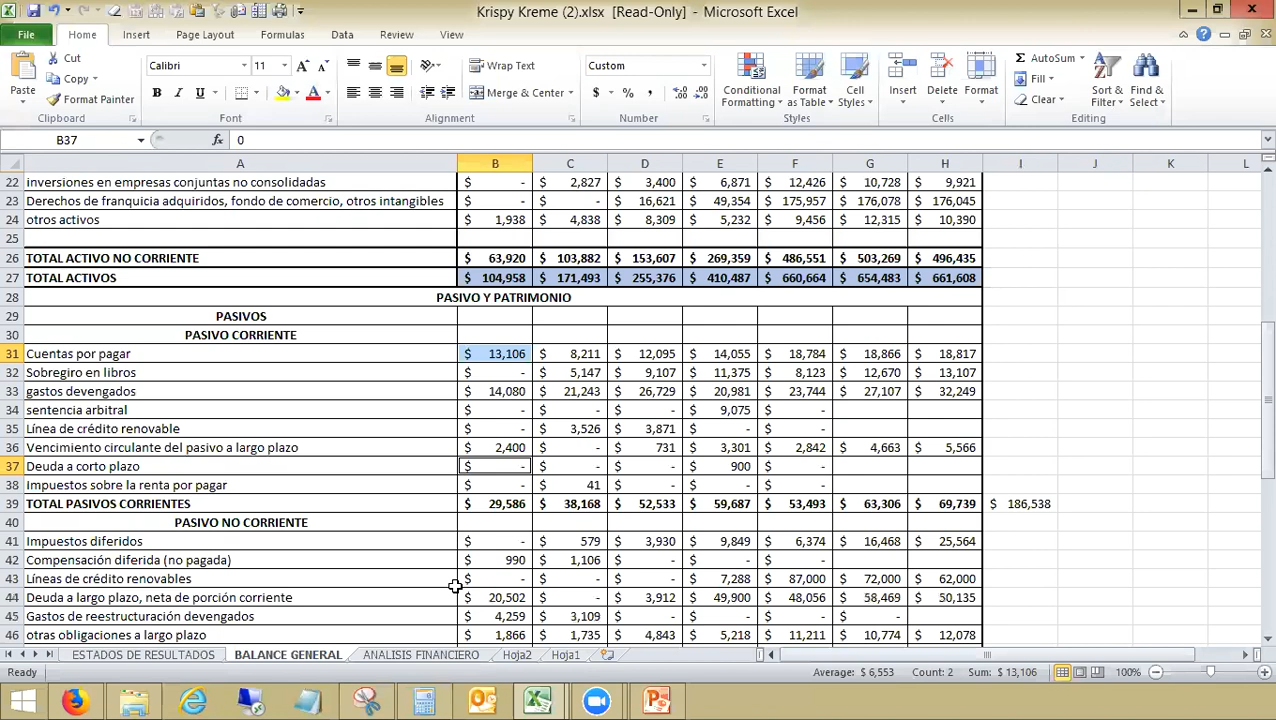 Krispy Kreme (2).xlsx [Read-Only] - Microsoft Excel
File Home Insert Page Layout Formulas Data Review View
Cut
Copy
Format Painter
Paste
Clipboard
Calibri 11
B I U
Font
Wrap Text
Merge & Center
Alignment
Custom
$ % ,
Number
Conditional Formatting
Format as Table
Cell Styles
Styles
Insert Delete Format
Cells
AutoSum
Fill
Clear
Sort & Filter
Find & Select
Editing
B37 fx 0
A B C D E F G H I J K L
22 inversiones en empresas conjuntas no consolidadas $ - $ 2,827 $ 3,400 $ 6,871 $ 12,426 $ 10,728 $ 9,921
23 Derechos de franquicia adquiridos, fondo de comercio, otros intangibles $ - $ - $ 16,621 $ 49,354 $ 175,957 $ 176,078 $ 176,045
24 otros activos $ 1,938 $ 4,838 $ 8,309 $ 5,232 $ 9,456 $ 12,315 $ 10,390
25
26 TOTAL ACTIVO NO CORRIENTE $ 63,920 $ 103,882 $ 153,607 $ 269,359 $ 486,551 $ 503,269 $ 496,435
27 TOTAL ACTIVOS $ 104,958 $ 171,493 $ 255,376 $ 410,487 $ 660,664 $ 654,483 $ 661,608
28 PASIVO Y PATRIMONIO
29 PASIVOS
30 PASIVO CORRIENTE
31 Cuentas por pagar $ 13,106 $ 8,211 $ 12,095 $ 14,055 $ 18,784 $ 18,866 $ 18,817
32 Sobregiro en libros $ - $ 5,147 $ 9,107 $ 11,375 $ 8,123 $ 12,670 $ 13,107
33 gastos devengados $ 14,080 $ 21,243 $ 26,729 $ 20,981 $ 23,744 $ 27,107 $ 32,249
34 sentencia arbitral $ - $ - $ - $ 9,075 $ -
35 Línea de crédito renovable $ - $ 3,526 $ 3,871 $ - $ -
36 Vencimiento circulante del pasivo a largo plazo $ 2,400 $ - $ 731 $ 3,301 $ 2,842 $ 4,663 $ 5,566
37 Deuda a corto plazo $ - $ - $ - $ 900 $ -
38 Impuestos sobre la renta por pagar $ - $ 41 $ - $ - $ -
39 TOTAL PASIVOS CORRIENTES $ 29,586 $ 38,168 $ 52,533 $ 59,687 $ 53,493 $ 63,306 $ 69,739 $ 186,538
40 PASIVO NO CORRIENTE
41 Impuestos diferidos $ - $ 579 $ 3,930 $ 9,849 $ 6,374 $ 16,468 $ 25,564
42 Compensación diferida (no pagada) $ 990 $ 1,106 $ - $ - $ -
43 Líneas de crédito renovables $ - $ - $ - $ 7,288 $ 87,000 $ 72,000 $ 62,000
44 Deuda a largo plazo, neta de porción corriente $ 20,502 $ - $ 3,912 $ 49,900 $ 48,056 $ 58,469 $ 50,135
45 Gastos de reestructuración devengados $ 4,259 $ 3,109 $ - $ - $ - $ -
46 otras obligaciones a largo plazo $ 1,866 $ 1,735 $ 4,843 $ 5,218 $ 11,211 $ 10,774 $ 12,078
ESTADOS DE RESULTADOS BALANCE GENERAL ANALISIS FINANCIERO Hoja2 Hoja1
Ready Average: $ 6,553 Count: 2 Sum: $ 13,106 100%